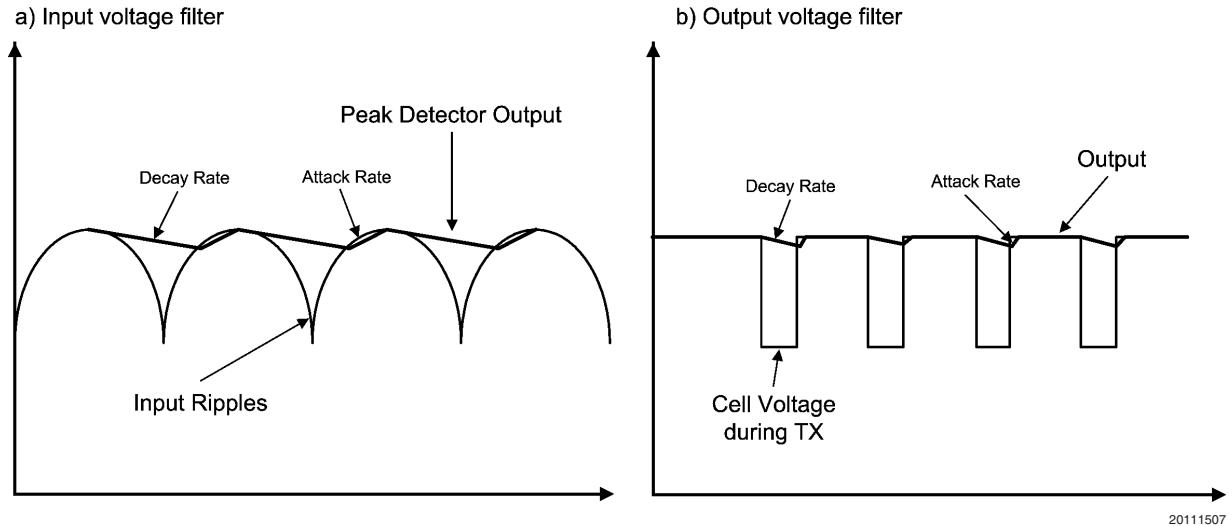 a) Input voltage filter
Peak Detector Output
Decay Rate
Attack Rate
Input Ripples
b) Output voltage filter
Output
Decay Rate
Attack Rate
Cell Voltage
during TX
20111507